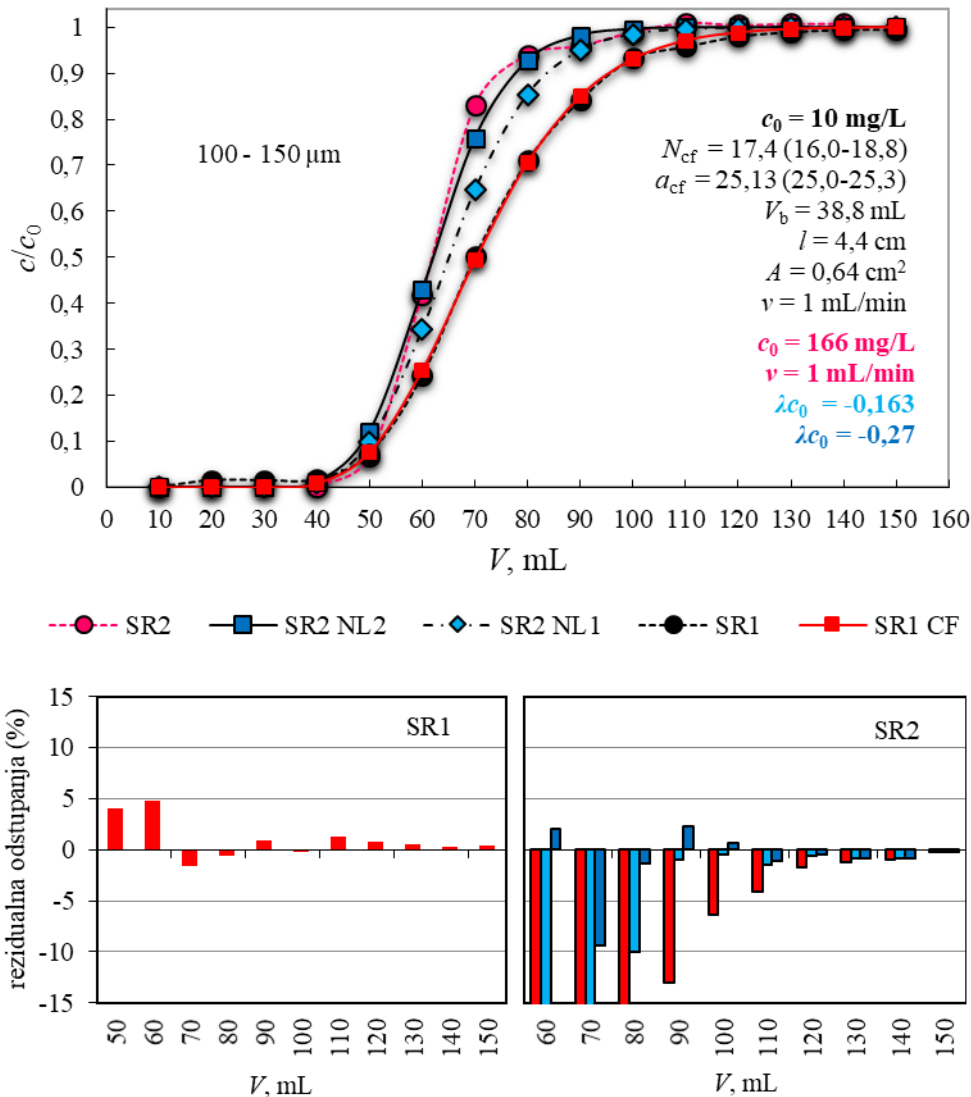 1
0,9
0,8
0,7
0,6
0,5
0,4
0,3
0,2
0,1
0
c/c0
100 - 150 µm
c0 = 10 mg/L
Ncf = 17,4 (16,0-18,8)
acf = 25,13 (25,0-25,3)
Vb = 38,8 mL
l = 4,4 cm
A = 0,64 cm²
v = 1 mL/min
c0 = 166 mg/L
v = 1 mL/min
λc0 = -0,163
λc0 = -0,27
0 10 20 30 40 50 60 70 80 90 100 110 120 130 140 150 160
V, mL
SR2 SR2 NL2 SR2 NL1 SR1 SR1 CF
rezidualna odstupanja (%)
15
10
5
0
-5
-10
-15
SR1
50 60 70 80 90 100 110 120 130 140 150
V, mL
SR2
60 70 80 90 100 110 120 130 140 150
V, mL